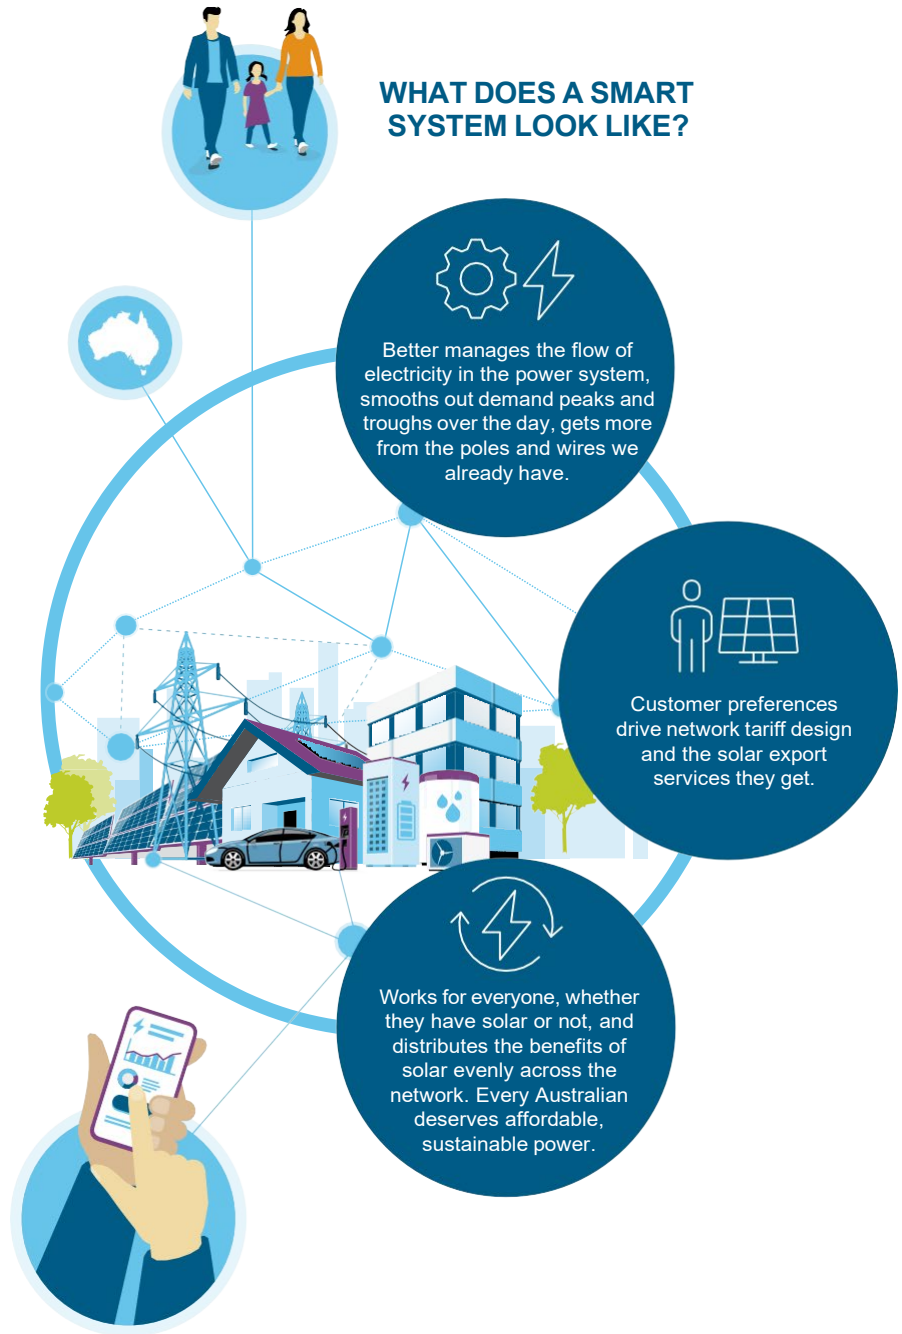 WHAT DOES A SMART
SYSTEM LOOK LIKE?
Better manages the flow of
electricity in the power system,
smooths out demand peaks and
troughs over the day, gets more
from the poles and wires we
already have.
Customer preferences
drive network tariff design
and the solar export
services they get.
Works for everyone, whether
they have solar or not, and
distributes the benefits of
solar evenly across the
network. Every Australian
deserves affordable,
sustainable power.